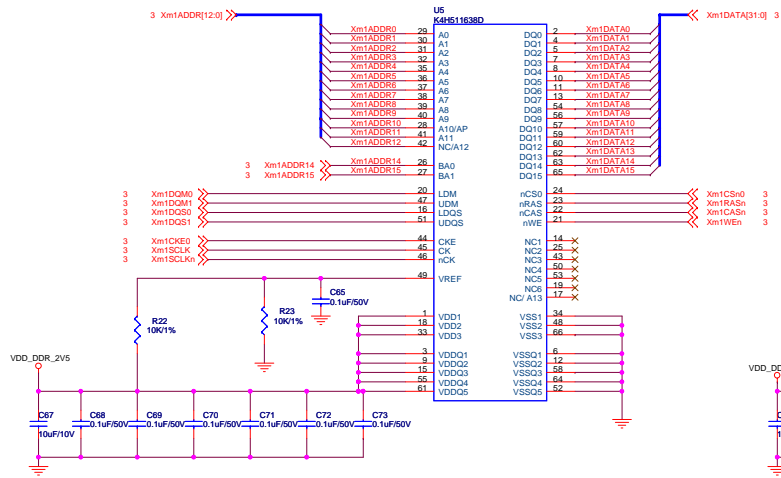 U5
K4H511638D
3 Xm1ADDR[12:0]
Xm1DATA[31:0] 3
Xm1ADDR0 29 A0 DQ0 2 Xm1DATA0
Xm1ADDR1 30 A1 DQ1 4 Xm1DATA1
Xm1ADDR2 31 A2 DQ2 5 Xm1DATA2
Xm1ADDR3 32 A3 DQ3 7 Xm1DATA3
Xm1ADDR4 35 A4 DQ4 8 Xm1DATA4
Xm1ADDR5 36 A5 DQ5 10 Xm1DATA5
Xm1ADDR6 37 A6 DQ6 11 Xm1DATA6
Xm1ADDR7 38 A7 DQ7 13 Xm1DATA7
Xm1ADDR8 39 A8 DQ8 54 Xm1DATA8
Xm1ADDR9 40 A9 DQ9 56 Xm1DATA9
Xm1ADDR10 28 A10/AP DQ10 57 Xm1DATA10
Xm1ADDR11 41 A11 DQ11 59 Xm1DATA11
Xm1ADDR12 42 NC/A12 DQ12 60 Xm1DATA12
DQ13 62 Xm1DATA13
3 Xm1ADDR14 Xm1ADDR14 26 BA0 DQ14 63 Xm1DATA14
3 Xm1ADDR15 Xm1ADDR15 27 BA1 DQ15 65 Xm1DATA15
3 Xm1DQM0 20 LDM nCS0 24 Xm1CSn0 3
3 Xm1DQM1 47 UDM nRAS 23 Xm1RASn 3
3 Xm1DQS0 16 LDQS nCAS 22 Xm1CASn 3
3 Xm1DQS1 51 UDQS nWE 21 Xm1WEn 3
3 Xm1CKE0 44 CKE NC1 14
3 Xm1SCLK 45 CK NC2 25
3 Xm1SCLKn 46 nCK NC3 43
NC4 50
49 VREF NC5 53
NC6 19
NC/ A13 17
C65
0.1uF/50V
R22
10K/1%
R23
10K/1%
1 VDD1 VSS1 34
18 VDD2 VSS2 48
33 VDD3 VSS3 66
3 VDDQ1 VSSQ1 6
9 VDDQ2 VSSQ2 12
15 VDDQ3 VSSQ3 58
55 VDDQ4 VSSQ4 64
61 VDDQ5 VSSQ5 52
VDD_DDR_2V5
C67
10uF/10V
C68
0.1uF/50V
C69
0.1uF/50V
C70
0.1uF/50V
C71
0.1uF/50V
C72
0.1uF/50V
C73
0.1uF/50V